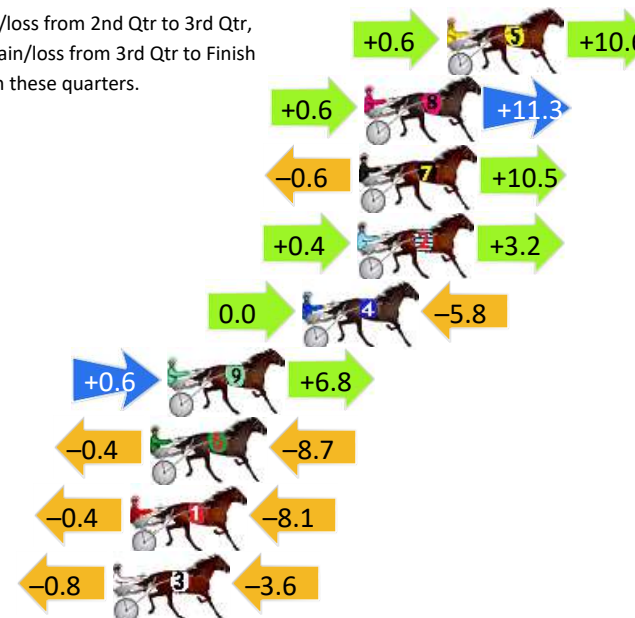 /loss from 2nd Qtr to 3rd Qtr,
ain/loss from 3rd Qtr to Finish
these quarters.
+0.6 5 +10.6
+0.6 8 +11.3
–0.6 7 +10.5
+0.4 2 +3.2
0.0 4 –5.8
+0.6 9 +6.8
–0.4 –8.7
–0.4 1 –8.1
–0.8 3 –3.6